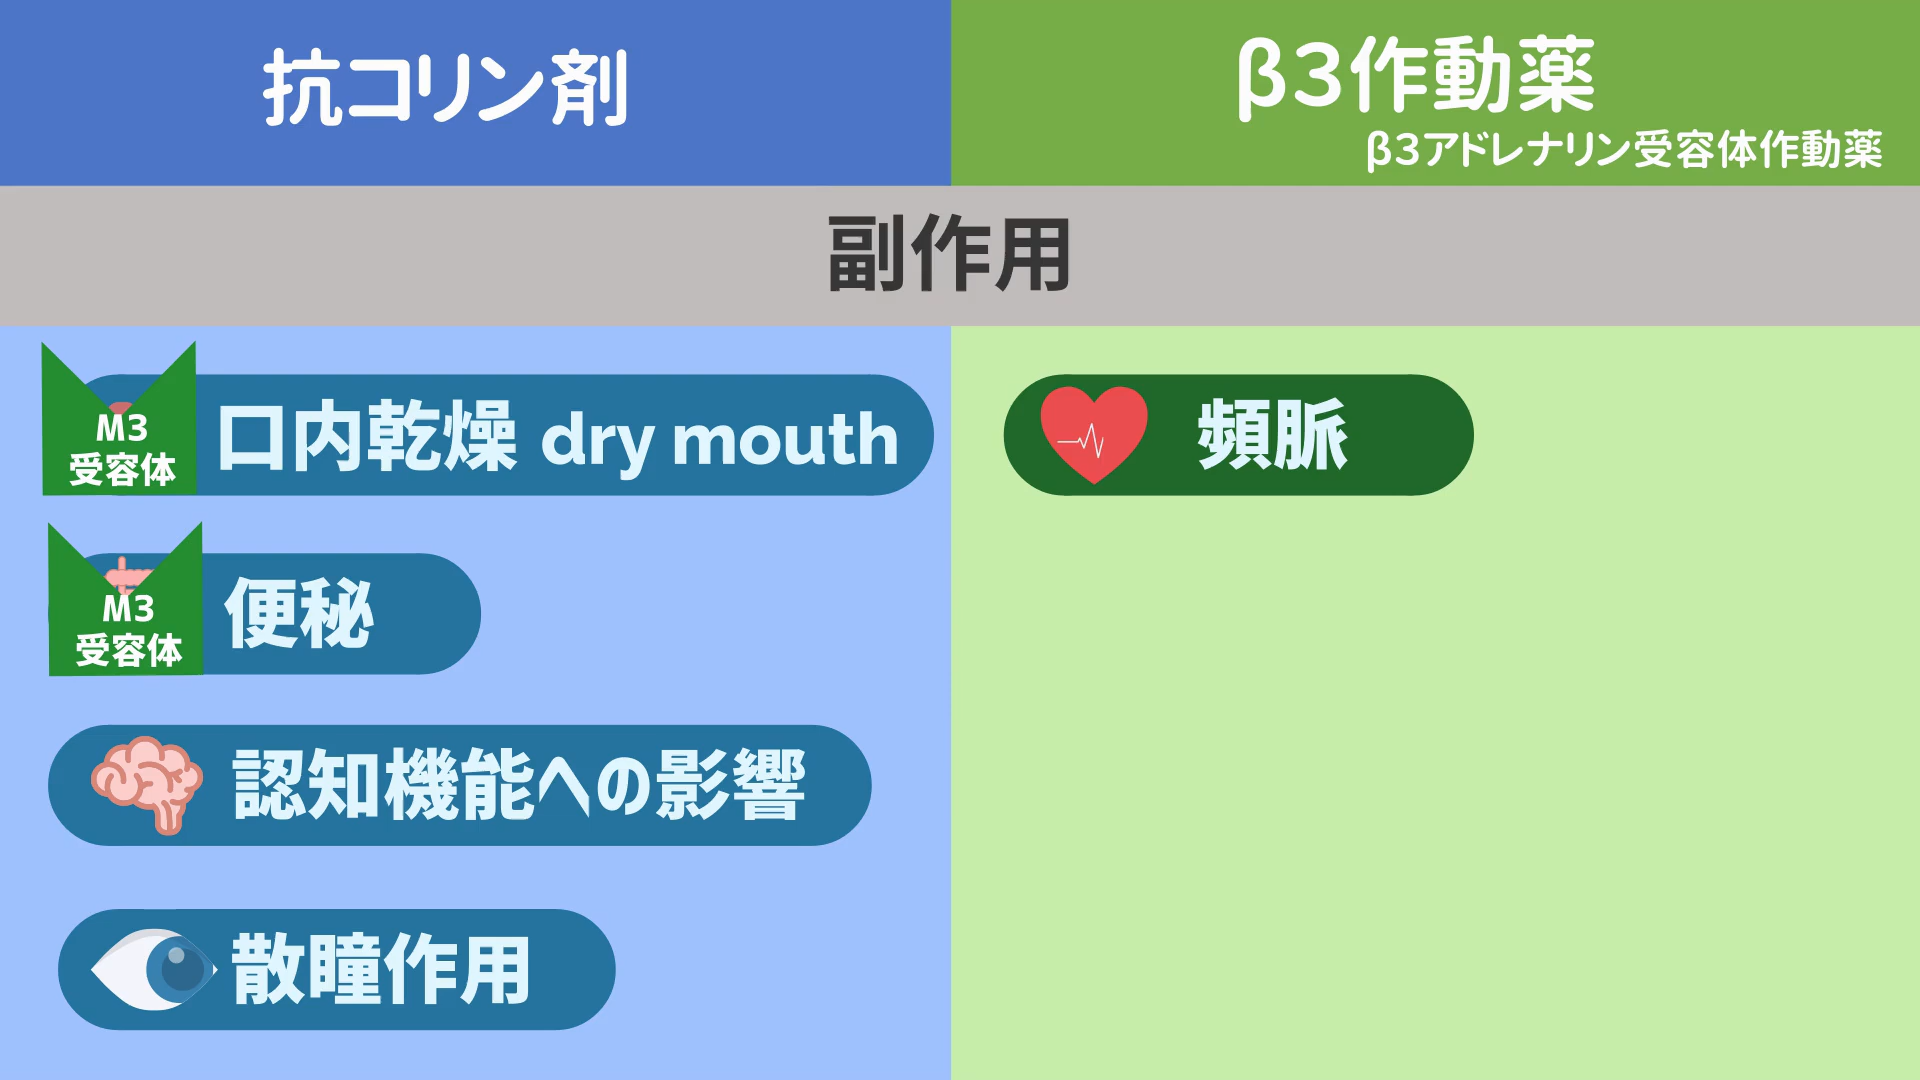 抗コリン剤
β3作動薬
β3アドレナリン受容体作動薬
副作用
M3
受容体
口内乾燥 dry mouth
M3
受容体
便秘
認知機能への影響
散瞳作用
頻脈